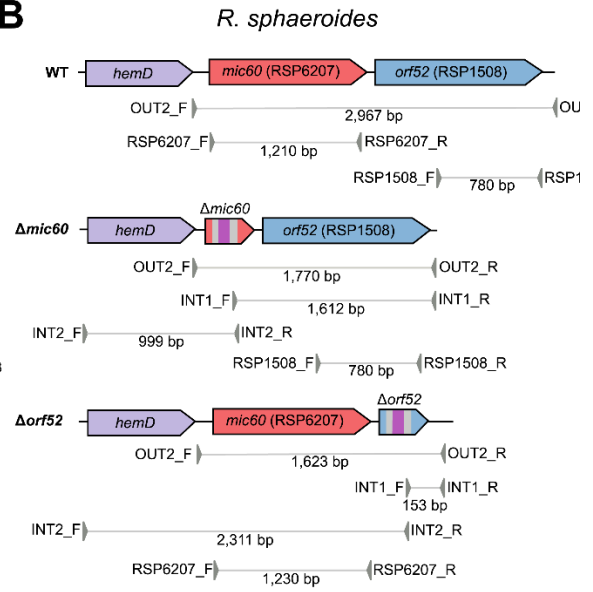 B
R. sphaeroides
WT hemD mic60 (RSP6207) orf52 (RSP1508)
OUT2_F 2,967 bp OU
RSP6207_F 1,210 bp RSP6207_R
RSP1508_F 780 bp RSP1
Δmic60
Δmic60 hemD orf52 (RSP1508)
OUT2_F 1,770 bp OUT2_R
INT1_F 1,612 bp INT1_R
INT2_F 999 bp INT2_R
RSP1508_F 780 bp RSP1508_R
Δorf52
Δorf52 hemD mic60 (RSP6207)
OUT2_F 1,623 bp OUT2_R
INT1_F 153 bp INT1_R
INT2_F 2,311 bp INT2_R
RSP6207_F 1,230 bp RSP6207_R